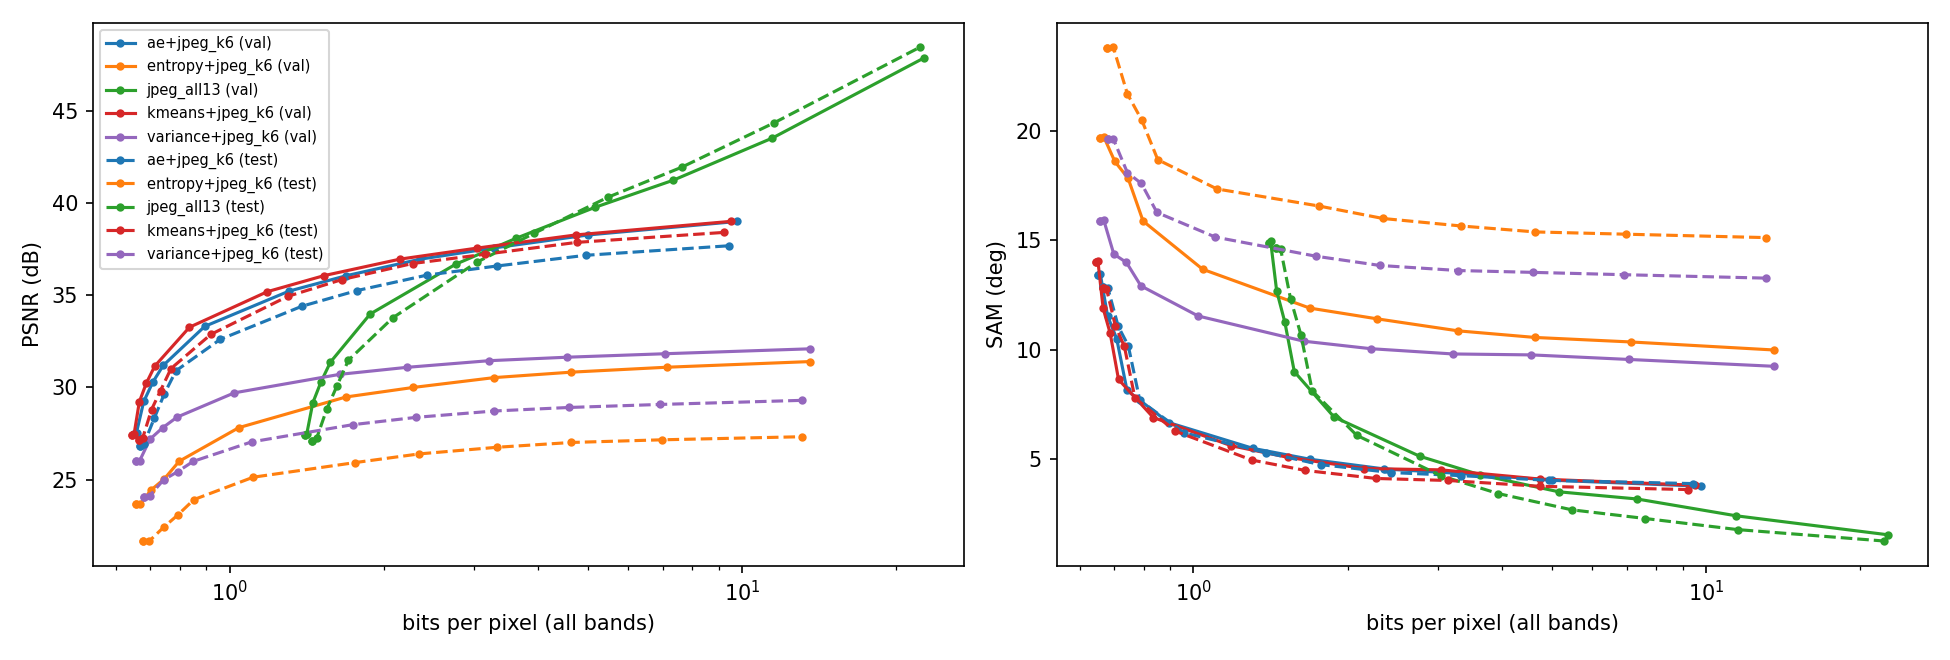 45
40
35
30
25
PSNR (dB)
ae+jpeg_k6 (val)
entropy+jpeg_k6 (val)
jpeg_all13 (val)
kmeans+jpeg_k6 (val)
variance+jpeg_k6 (val)
ae+jpeg_k6 (test)
entropy+jpeg_k6 (test)
jpeg_all13 (test)
kmeans+jpeg_k6 (test)
variance+jpeg_k6 (test)
10⁰ 10¹
bits per pixel (all bands)
20
15
10
5
SAM (deg)
10⁰ 10¹
bits per pixel (all bands)